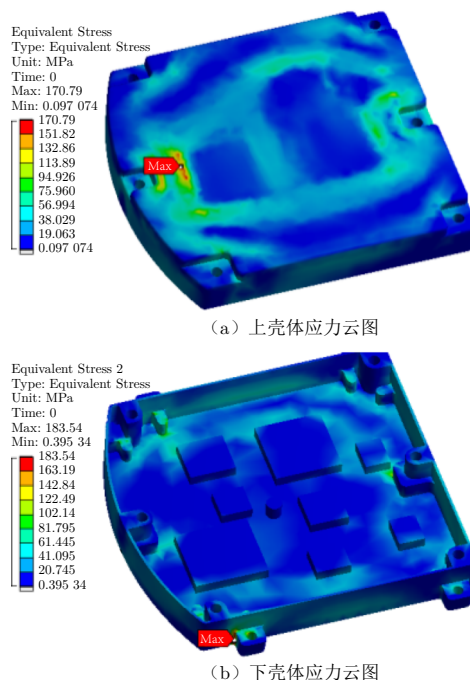 Equivalent Stress
Type: Equivalent Stress
Unit: MPa
Time: 0
Max: 170.79
Min: 0.097 074
170.79
151.82
132.86
113.89
94.926
75.960
56.994
38.029
19.063
0.097 074
Max
(a)上壳体应力云图
Equivalent Stress 2
Type: Equivalent Stress
Unit: MPa
Time: 0
Max: 183.54
Min: 0.395 34
183.54
163.19
142.84
122.49
102.14
81.795
61.445
41.095
20.745
0.395 34
Max
(b)下壳体应力云图